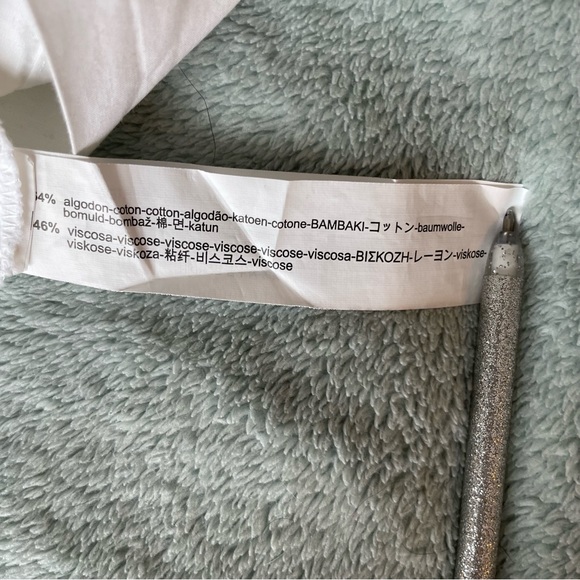 54% algodon-coton-cotton-algodão-katoen-cotone-BAMBAKI-コットン-baumwolle-
bomuld-bombaž-棉-면-katun
46% viscosa-viscose-viscose-viscose-viscose-viscosa-ΒΙΣΚΟΖΗ-レーヨン-viskose-
viskose-viskoza-粘纤-비스코스-viscose